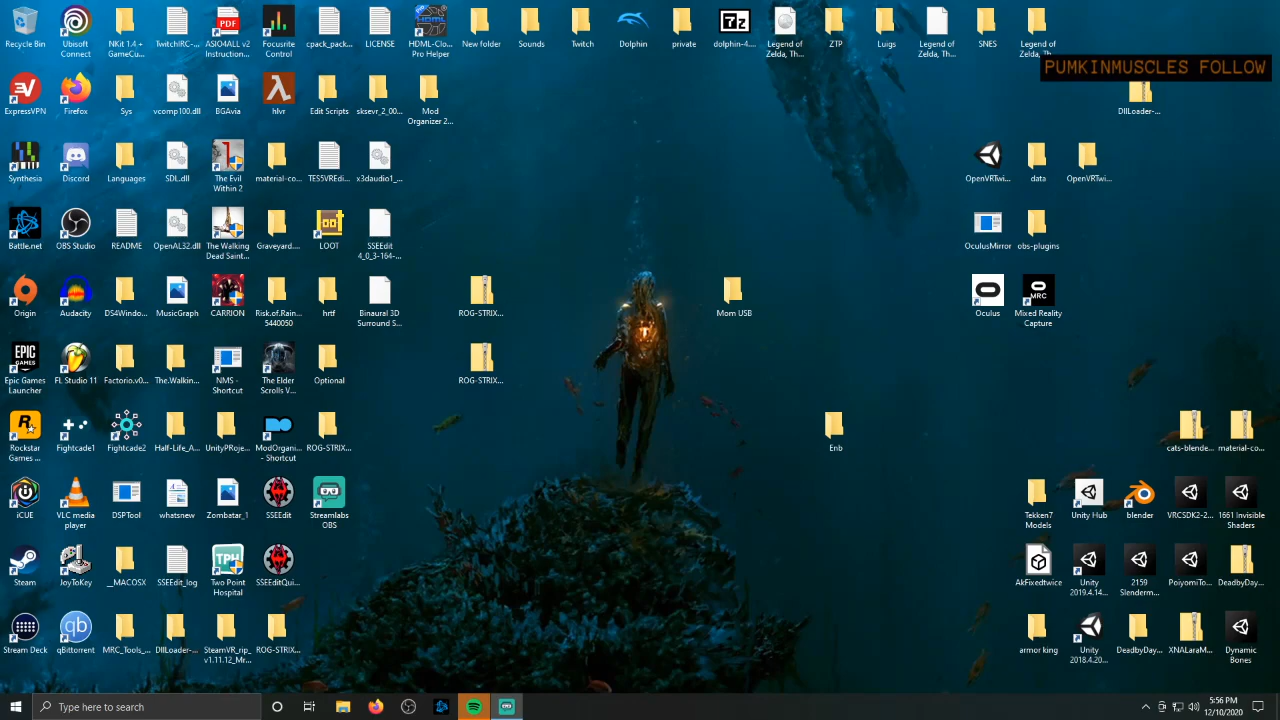 Recycle Bin
Ubisoft
Connect
NKit 1.4 +
GameCu...
TwitchIRC-...
PDF
ASIO4ALL v2
Instruction...
Focusrite
Control
cpack_pack...
LICENSE
HDML-Clo...
Pro Helper
New folder
Sounds
Twitch
Dolphin
private
7z
dolphin-4....
Legend of
Zelda, Th...
ZTP
Luigs
Legend of
Zelda, Th...
SNES
Legend of
Zelda, Th...
PUMKINMUSCLES FOLLOW
ExpressVPN
Firefox
Sys
vcomp100.dll
BGAvia
hlvr
Edit Scripts
sksevr_2_00...
Mod
Organizer 2...
DllLoader-...
Synthesia
Discord
Languages
SDL.dll
The Evil
Within 2
material-co...
TES5VREdi...
x3daudio1_...
OpenVRTwi...
data
OpenVRTwi...
Battle.net
OBS Studio
README
OpenAL32.dll
The Walking
Dead Saint...
Graveyard....
LOOT
SSEEdit
4_0_3-164-...
OculusMirror
obs-plugins
Origin
Audacity
DS4Windo...
MusicGraph
CARRION
Risk.of.Rain...
5440050
hrtf
Binaural 3D
Surround S...
ROG-STRIX...
Mom USB
Oculus
MRC
Mixed Reality
Capture
EPIC
GAMES
Epic Games
Launcher
FL Studio 11
Factorio.v0...
The.Walkin...
NMS -
Shortcut
The Elder
Scrolls V...
Optional
ROG-STRIX...
Rockstar
Games ...
Fightcade1
Fightcade2
Half-Life_A...
UnityPRoje...
ModOrgani...
- Shortcut
ROG-STRIX...
Enb
cats-blende...
material-co...
iCUE
VLC media
player
DSPTool
whatsnew
Zombatar_1
SSEEdit
Streamlabs
OBS
Tekken7
Models
Unity Hub
blender
VRCSDK2-2...
1661 Invisible
Shaders
Steam
JoyToKey
__MACOSX
SSEEdit_log
TPH
Two Point
Hospital
SSEEditQui...
AkFixedtwice
Unity
2019.4.14...
2159
Slenderm...
PoiyomiTo...
DeadbyDay...
Stream Deck
qb
qBittorrent
MRC_Tools_...
DllLoader-...
SteamVR_rip_
v1.11.12_Mr...
ROG-STRIX...
armor king
Unity
2018.4.20...
DeadbyDay...
XNALaraM...
Dynamic
Bones
Type here to search
5:56 PM
12/10/2020